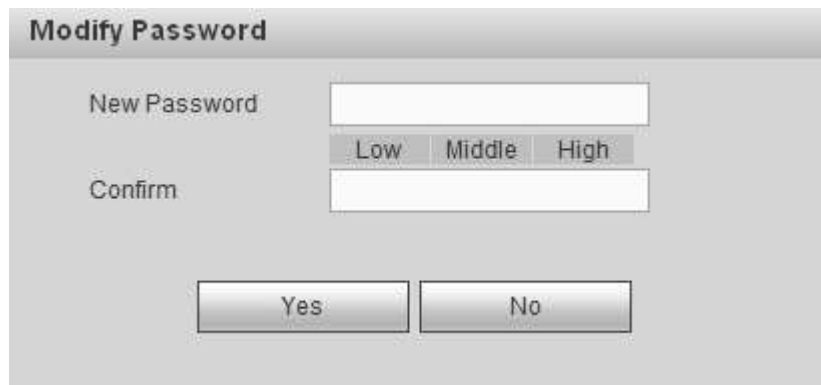 Modify Password
New Password
Low Middle High
Confirm
Yes No